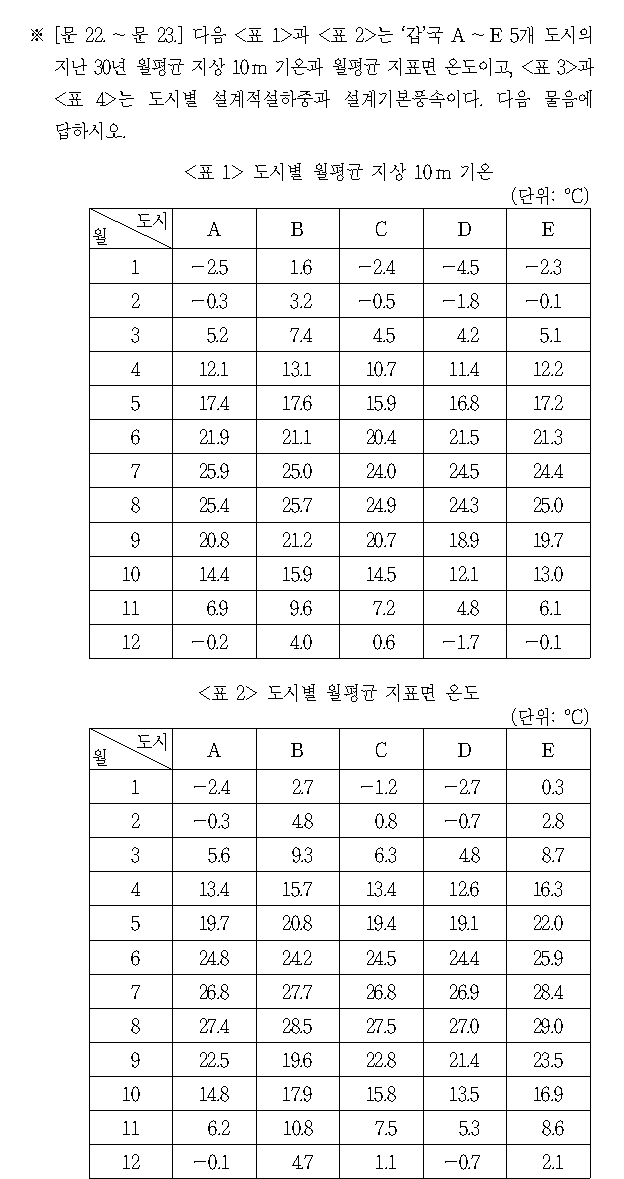 ※ [문 22. ~ 문 23.] 다음 <표 1>과 <표 2>는 ‘갑’국 A ~ E 5개 도시의
지난 30년 월평균 지상 10 m 기온과 월평균 지표면 온도이고, <표 3>과
<표 4>는 도시별 설계적설하중과 설계기본풍속이다. 다음 물음에
답하시오.
<표 1> 도시별 월평균 지상 10 m 기온
(단위: ℃)
월 도시 A B C D E
1 −2.5 1.6 −2.4 −4.5 −2.3
2 −0.3 3.2 −0.5 −1.8 −0.1
3 5.2 7.4 4.5 4.2 5.1
4 12.1 13.1 10.7 11.4 12.2
5 17.4 17.6 15.9 16.8 17.2
6 21.9 21.1 20.4 21.5 21.3
7 25.9 25.0 24.0 24.5 24.4
8 25.4 25.7 24.9 24.3 25.0
9 20.8 21.2 20.7 18.9 19.7
10 14.4 15.9 14.5 12.1 13.0
11 6.9 9.6 7.2 4.8 6.1
12 −0.2 4.0 0.6 −1.7 −0.1
<표 2> 도시별 월평균 지표면 온도
(단위: ℃)
월 도시 A B C D E
1 −2.4 2.7 −1.2 −2.7 0.3
2 −0.3 4.8 0.8 −0.7 2.8
3 5.6 9.3 6.3 4.8 8.7
4 13.4 15.7 13.4 12.6 16.3
5 19.7 20.8 19.4 19.1 22.0
6 24.8 24.2 24.5 24.4 25.9
7 26.8 27.7 26.8 26.9 28.4
8 27.4 28.5 27.5 27.0 29.0
9 22.5 19.6 22.8 21.4 23.5
10 14.8 17.9 15.8 13.5 16.9
11 6.2 10.8 7.5 5.3 8.6
12 −0.1 4.7 1.1 −0.7 2.1